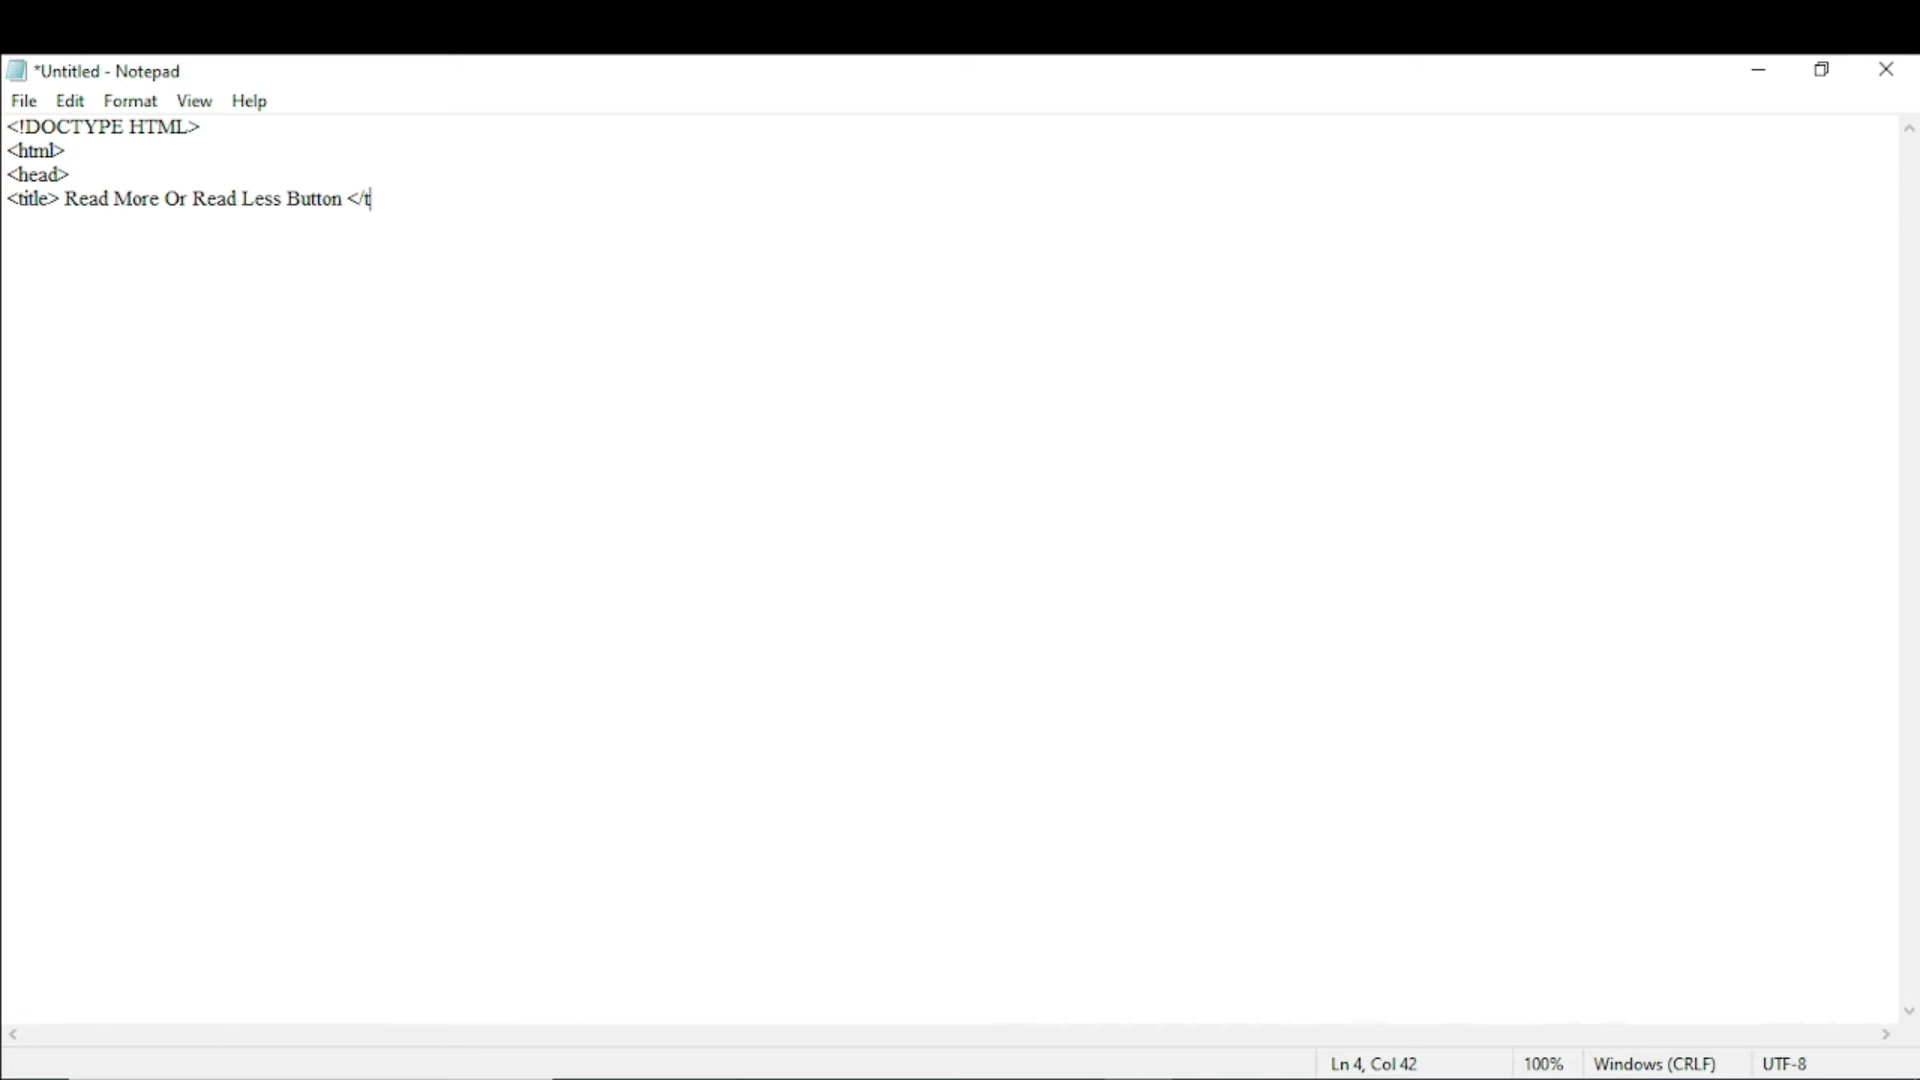 *Untitled - Notepad
File Edit Format View Help
<!DOCTYPE HTML>
<html>
<head>
<title> Read More Or Read Less Button </t
Ln 4, Col 42 100% Windows (CRLF) UTF-8